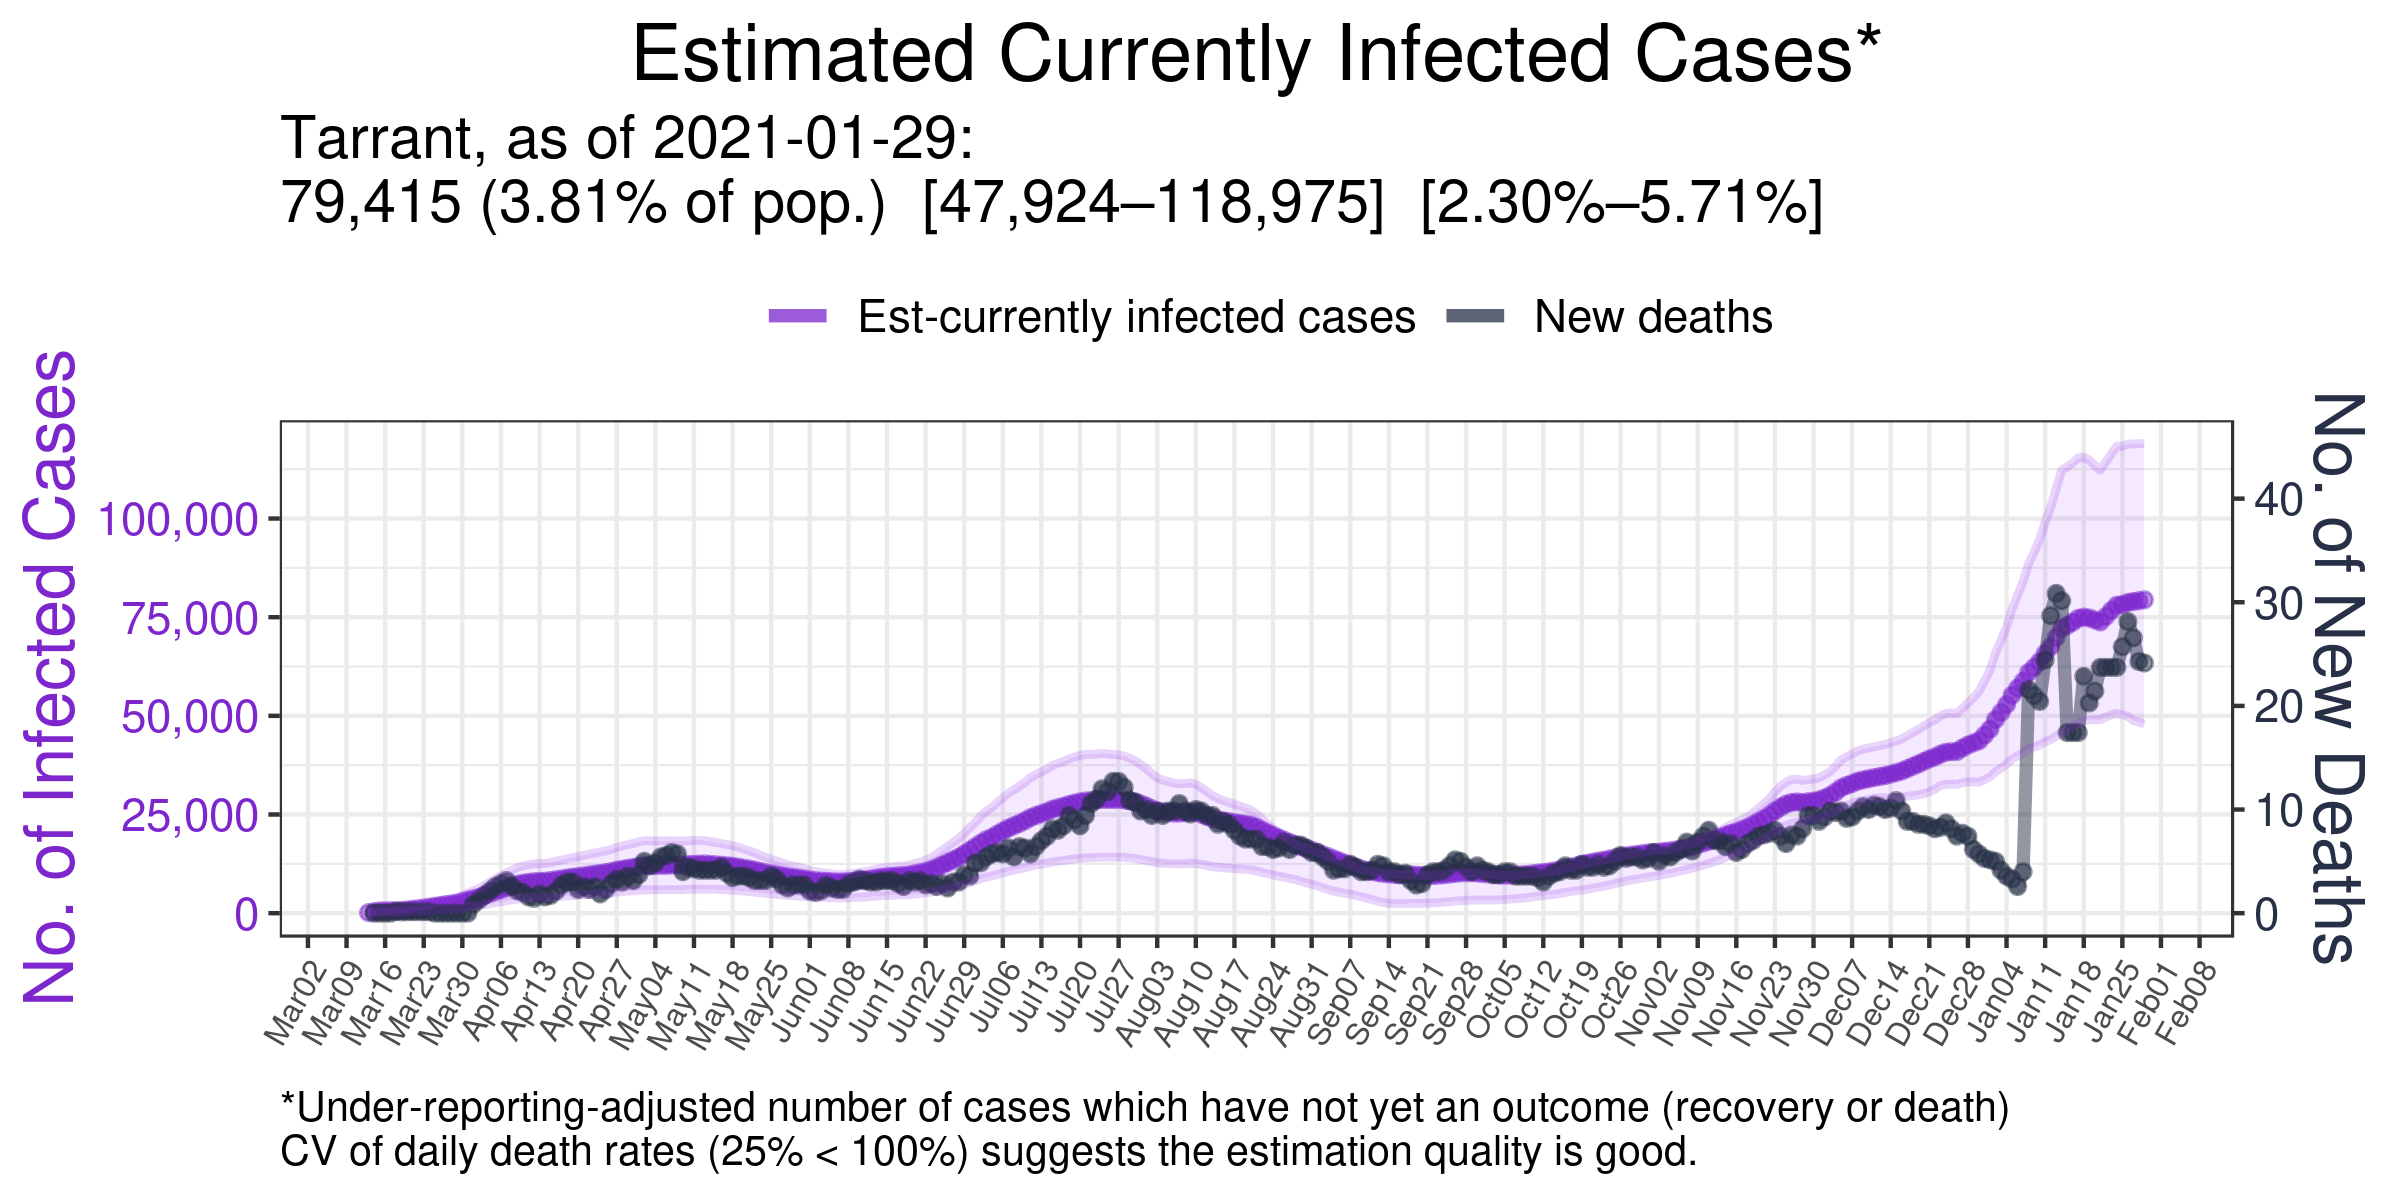 Estimated Currently Infected Cases*
Tarrant, as of 2021-01-29:
79,415 (3.81% of pop.) [47,924–118,975] [2.30%–5.71%]
Est-currently infected cases
New deaths
No. of Infected Cases
100,000
75,000
50,000
25,000
0
40
30
20
10
0
No. of New Deaths
Mar02
Mar09
Mar16
Mar23
Mar30
Apr06
Apr13
Apr20
Apr27
May04
May11
May18
May25
Jun01
Jun08
Jun15
Jun22
Jun29
Jul06
Jul13
Jul20
Jul27
Aug03
Aug10
Aug17
Aug24
Aug31
Sep07
Sep14
Sep21
Sep28
Oct05
Oct12
Oct19
Oct26
Nov02
Nov09
Nov16
Nov23
Nov30
Dec07
Dec14
Dec21
Dec28
Jan04
Jan11
Jan18
Jan25
Feb01
Feb08
*Under-reporting-adjusted number of cases which have not yet an outcome (recovery or death)
CV of daily death rates (25% < 100%) suggests the estimation quality is good.